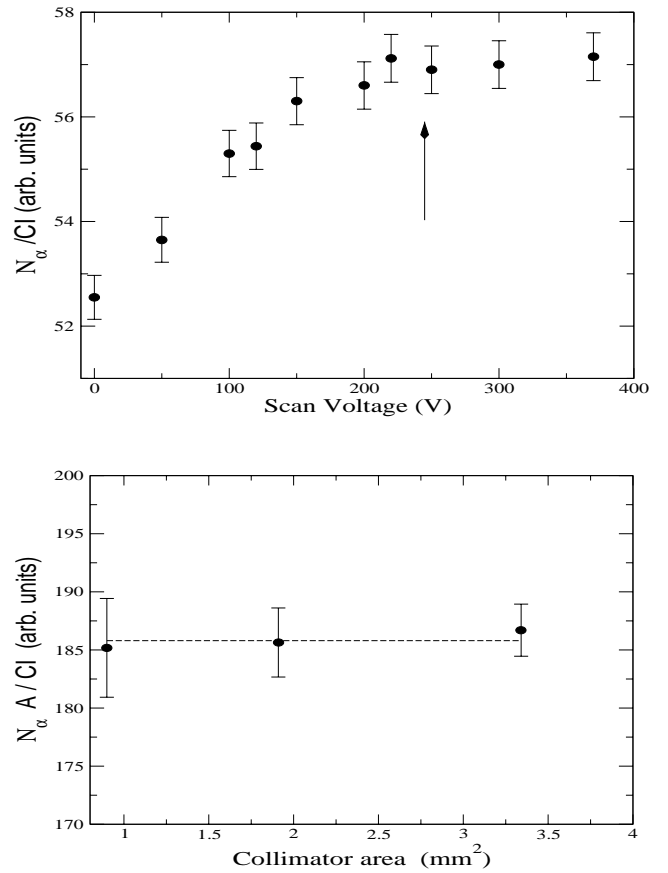 58
56
54
52
N_α /CI (arb. units)
0 100 200 300 400
Scan Voltage (V)
200
195
190
185
180
175
170
N_α A / CI (arb. units)
1 1.5 2 2.5 3 3.5 4
Collimator area (mm²)